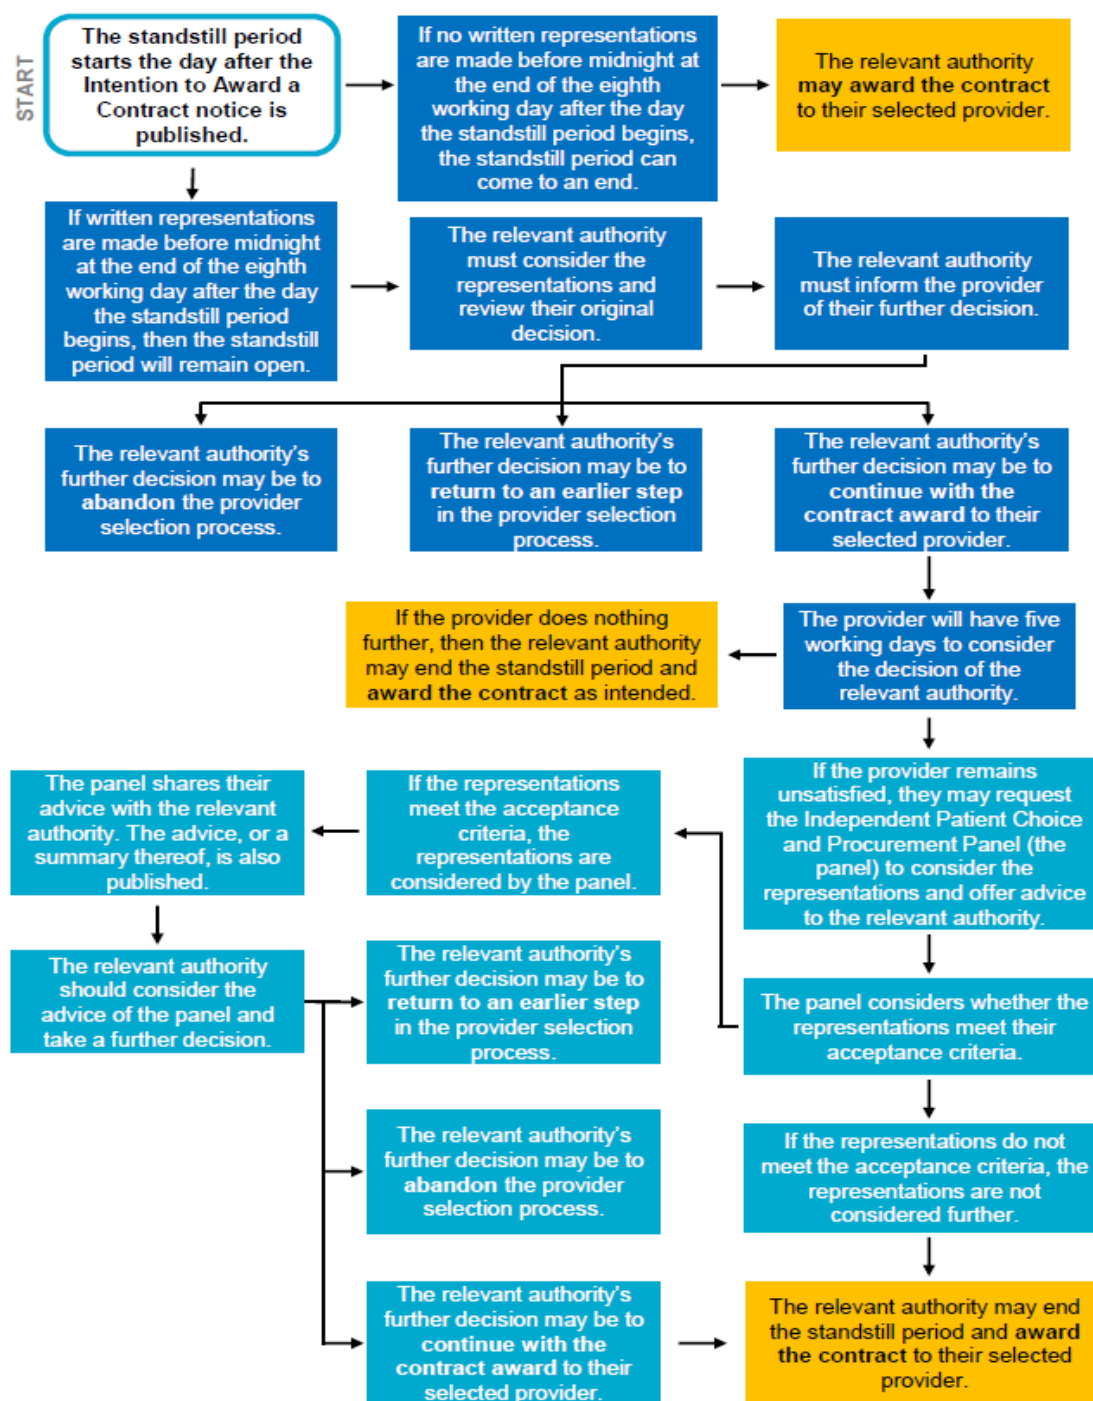 START
The standstill period
starts the day after the
Intention to Award a
Contract notice is
published.
If no written representations
are made before midnight at
the end of the eighth
working day after the day
the standstill period begins,
the standstill period can
come to an end.
The relevant authority
may award the contract
to their selected provider.
If written representations
are made before midnight
at the end of the eighth
working day after the day
the standstill period
begins, then the standstill
period will remain open.
The relevant authority
must consider the
representations and
review their original
decision.
The relevant authority
must inform the provider
of their further decision.
The relevant authority's
further decision may be to
abandon the provider
selection process.
The relevant authority's
further decision may be to
return to an earlier step
in the provider selection
process.
The relevant authority's
further decision may be to
continue with the
contract award to their
selected provider.
If the provider does nothing
further, then the relevant authority
may end the standstill period and
award the contract as intended.
The provider will have five
working days to consider
the decision of the
relevant authority.
The panel shares their
advice with the relevant
authority. The advice, or a
summary thereof, is also
published.
If the representations
meet the acceptance
criteria, the
representations are
considered by the panel.
If the provider remains
unsatisfied, they may request
the Independent Patient Choice
and Procurement Panel (the
panel) to consider the
representations and offer advice
to the relevant authority.
The relevant authority
should consider the
advice of the panel and
take a further decision.
The relevant authority's
further decision may be to
return to an earlier step
in the provider selection
process.
The panel considers whether the
representations meet their
acceptance criteria.
The relevant authority's
further decision may be to
abandon the provider
selection process.
If the representations do not
meet the acceptance criteria, the
representations are not
considered further.
The relevant authority's
further decision may be to
continue with the
contract award to their
selected provider.
The relevant authority may end
the standstill period and award
the contract to their selected
provider.